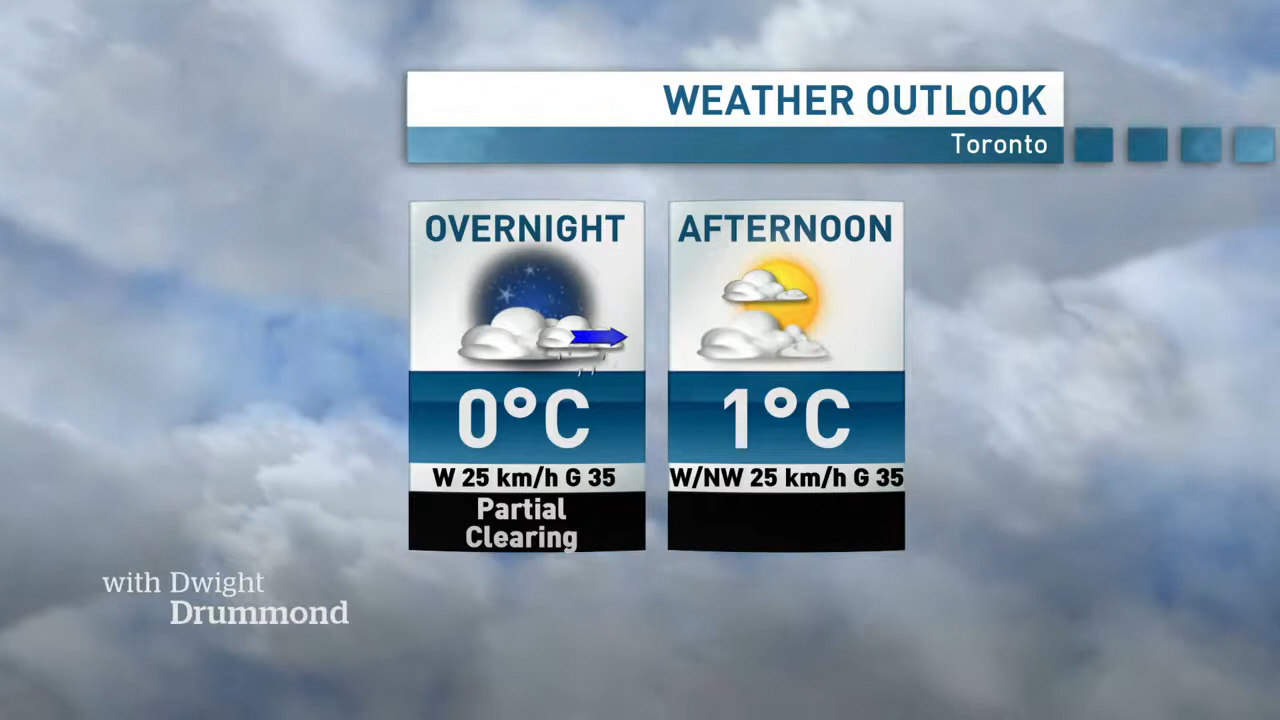 WEATHER OUTLOOK
Toronto
OVERNIGHT
0°C
W 25 km/h G 35
Partial
Clearing
AFTERNOON
1°C
W/NW 25 km/h G 35
with Dwight
Drummond